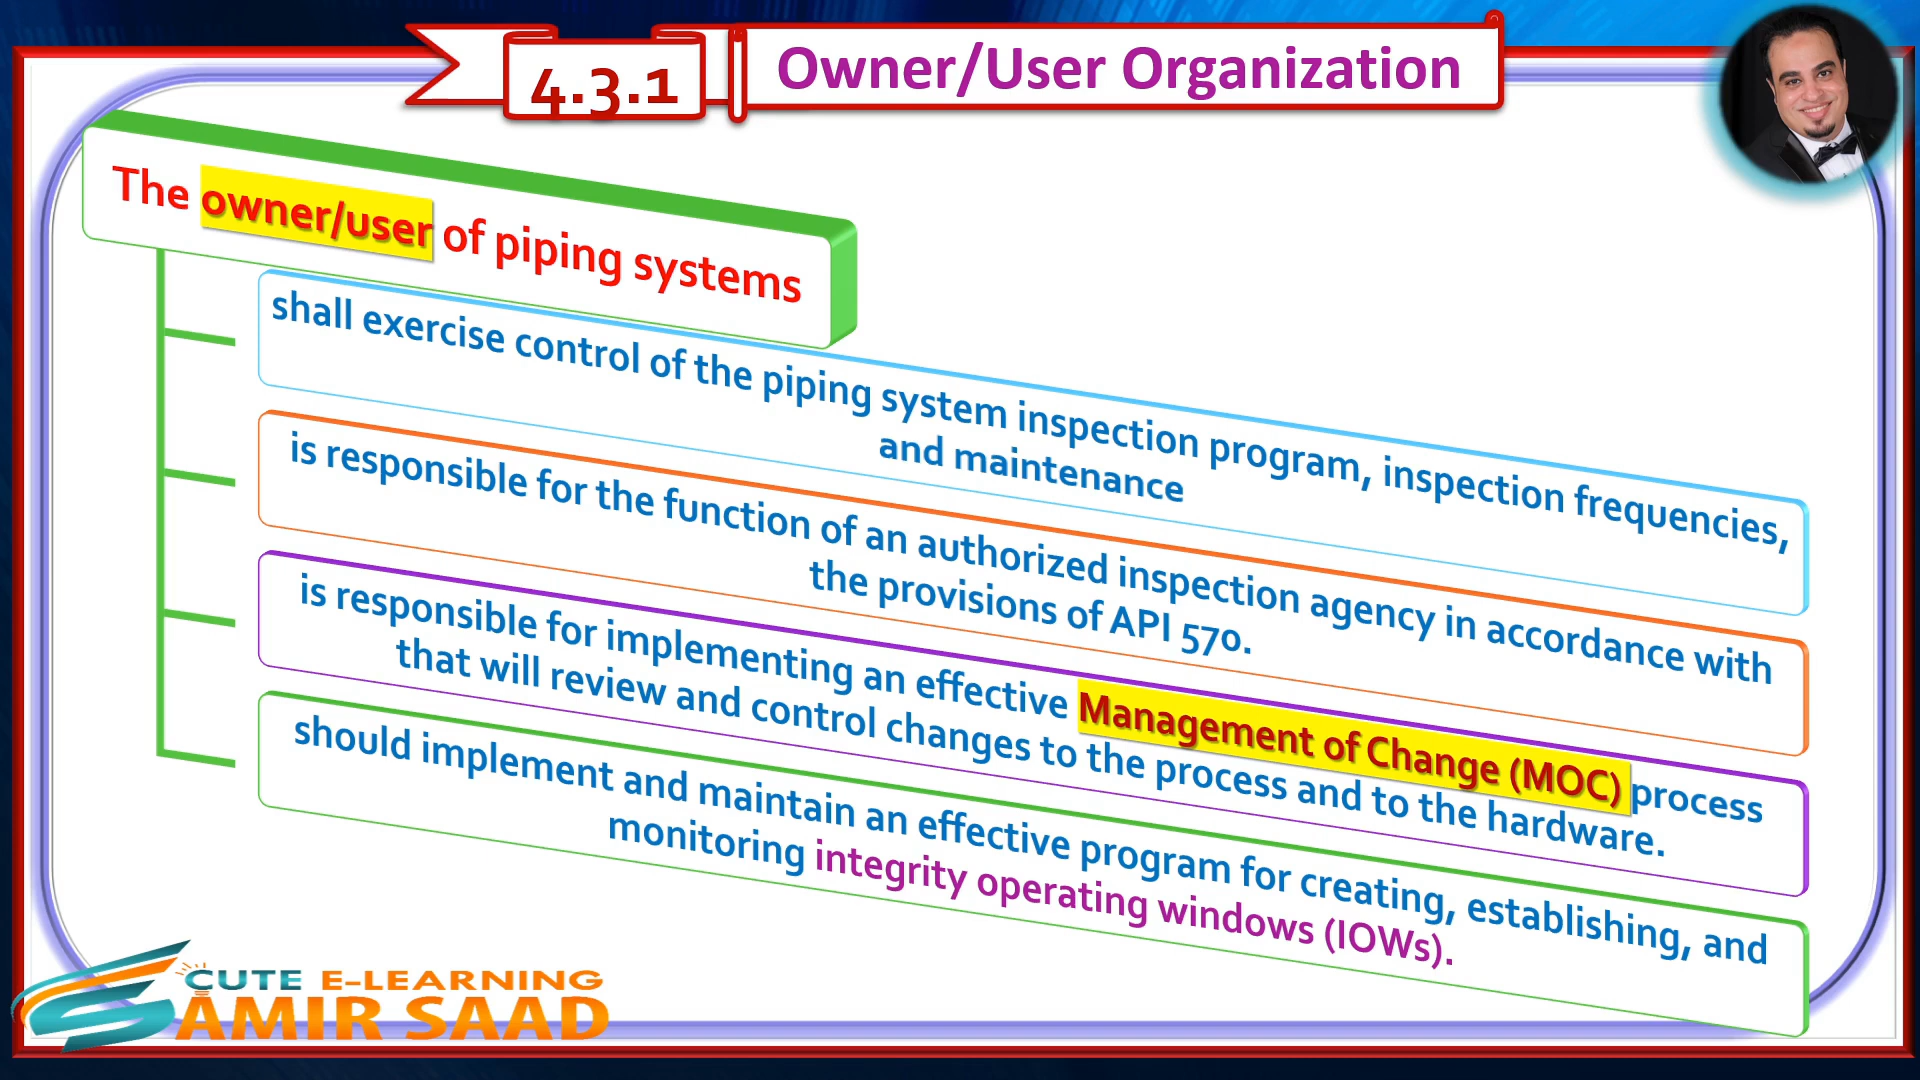 4.3.1
Owner/User Organization
The owner/user of piping systems
shall exercise control of the piping system inspection program, inspection frequencies,
and maintenance
is responsible for the function of an authorized inspection agency in accordance with
the provisions of API 570.
is responsible for implementing an effective Management of Change (MOC) process
that will review and control changes to the process and to the hardware.
should implement and maintain an effective program for creating, establishing, and
monitoring integrity operating windows (IOWs).
CUTE E-LEARNING
AMIR SAAD